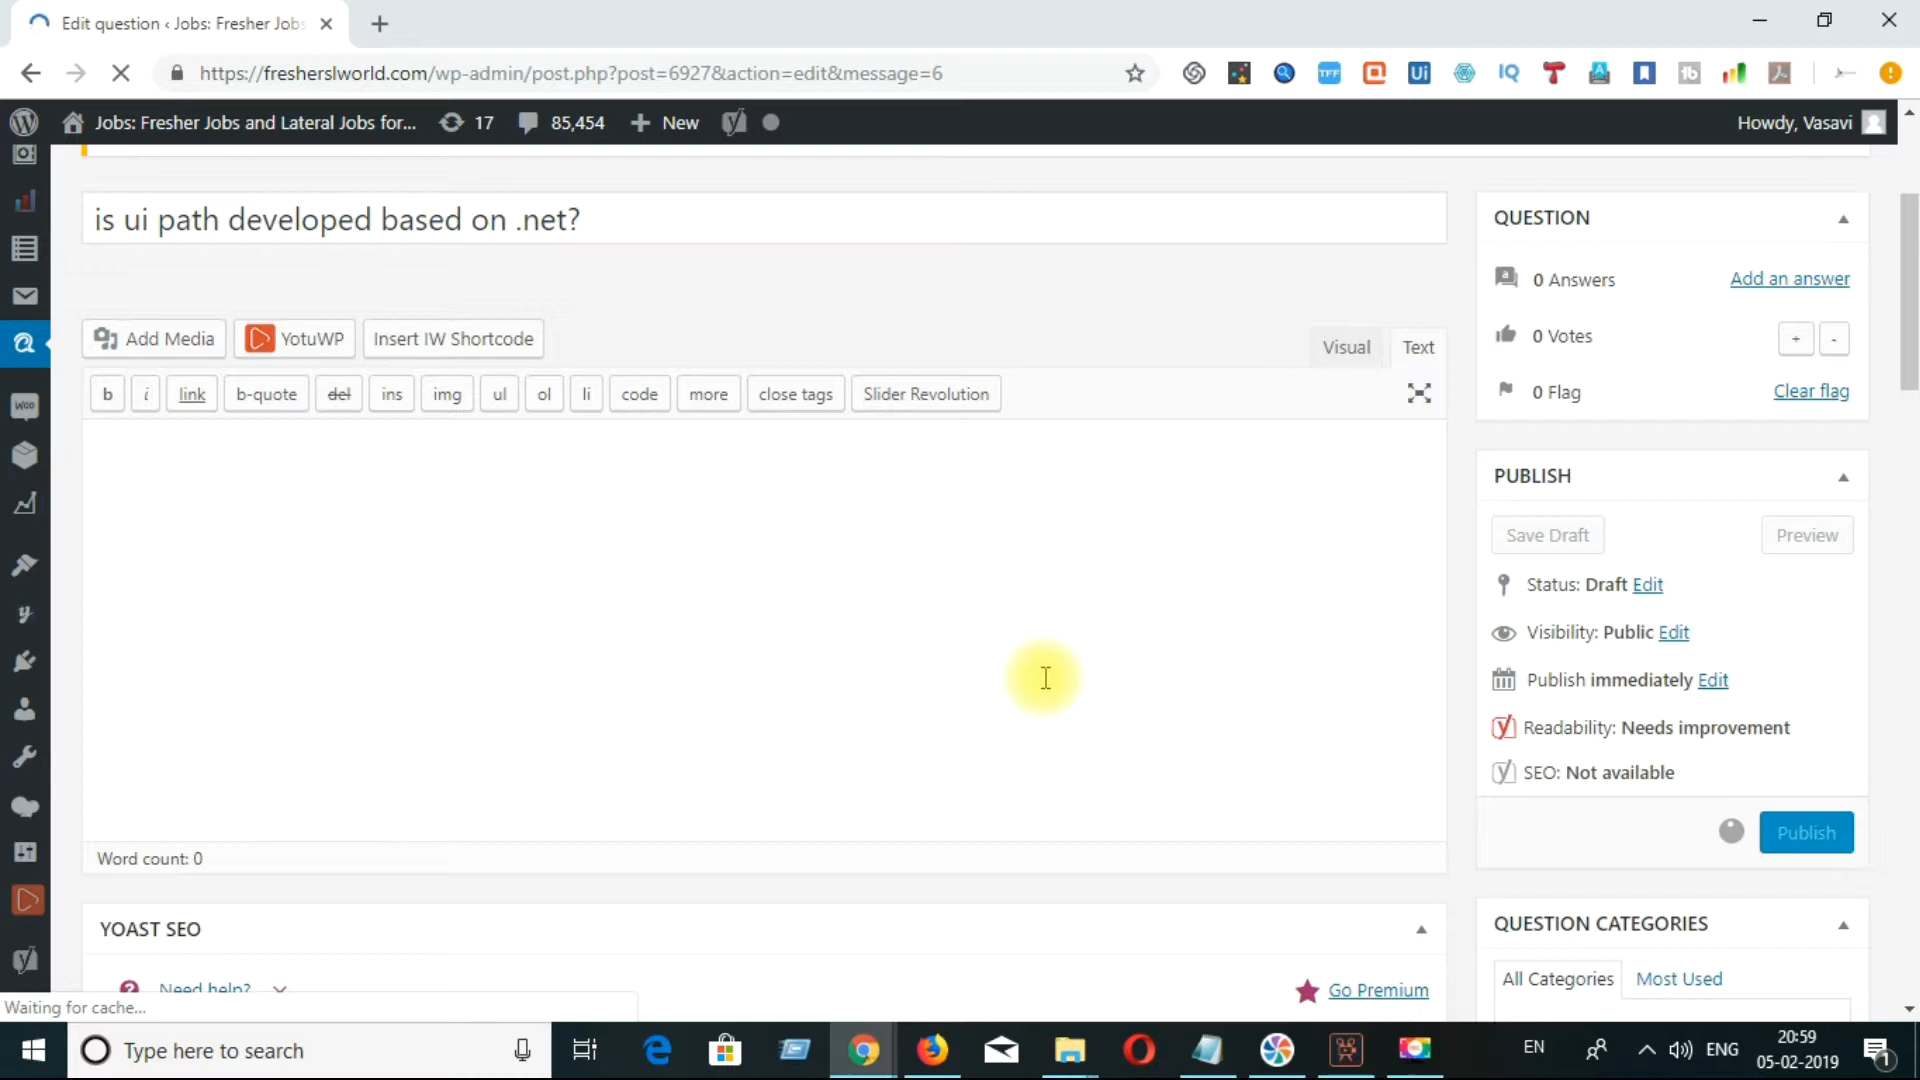 Edit question ‹ Jobs: Fresher Jobs
https://fresherslworld.com/wp-admin/post.php?post=6927&action=edit&message=6
TFF
Ui
IQ
Jobs: Fresher Jobs and Lateral Jobs for...
17
85,454
New
Howdy, Vasavi
is ui path developed based on .net?
Add Media
YotuWP
Insert IW Shortcode
Visual
Text
b
i
link
b-quote
del
ins
img
ul
ol
li
code
more
close tags
Slider Revolution
Word count: 0
YOAST SEO
Need help?
Go Premium
QUESTION
0 Answers
Add an answer
0 Votes
+
-
0 Flag
Clear flag
PUBLISH
Save Draft
Preview
Status: Draft Edit
Visibility: Public Edit
Publish immediately Edit
Readability: Needs improvement
SEO: Not available
Publish
QUESTION CATEGORIES
All Categories
Most Used
Waiting for cache...
Type here to search
EN
ENG
20:59
05-02-2019
1